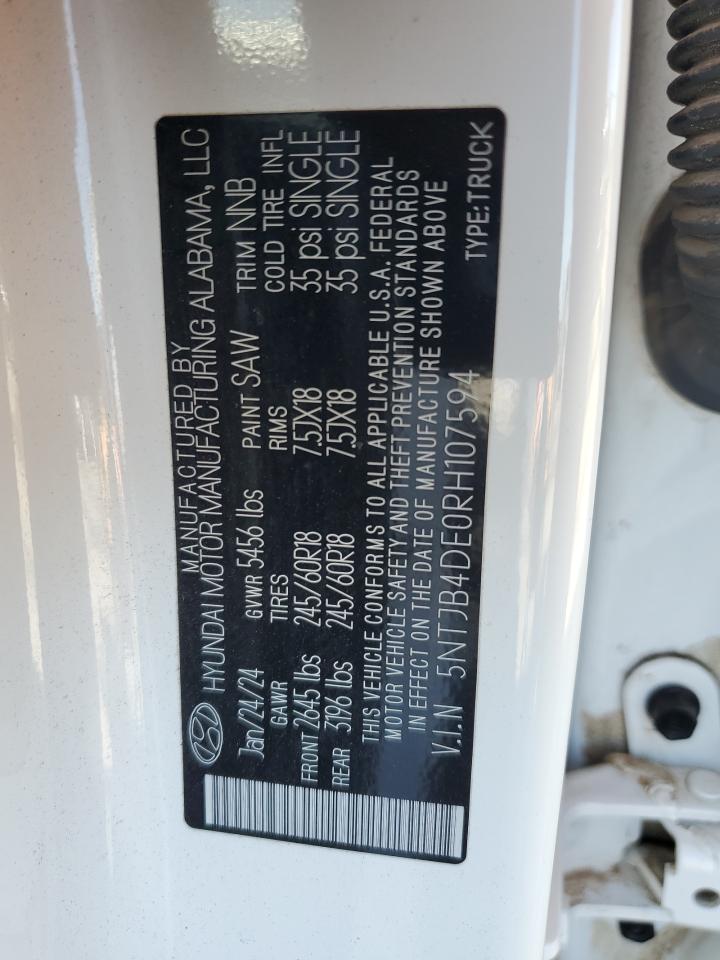 MANUFACTURED BY
HYUNDAI MOTOR MANUFACTURING ALABAMA, LLC
Jan/24/24 GVWR 5456 lbs PAINT SAW TRIM NNB
GAWR TIRES RIMS COLD TIRE INFL
FRONT 2645 lbs 245/60R18 7.5JX18 35 psi SINGLE
REAR 3196 lbs 245/60R18 7.5JX18 35 psi SINGLE
THIS VEHICLE CONFORMS TO ALL APPLICABLE U.S.A. FEDERAL
MOTOR VEHICLE SAFETY AND THEFT PREVENTION STANDARDS
IN EFFECT ON THE DATE OF MANUFACTURE SHOWN ABOVE
V.I.N 5NTJB4DE0RH107594 TYPE:TRUCK